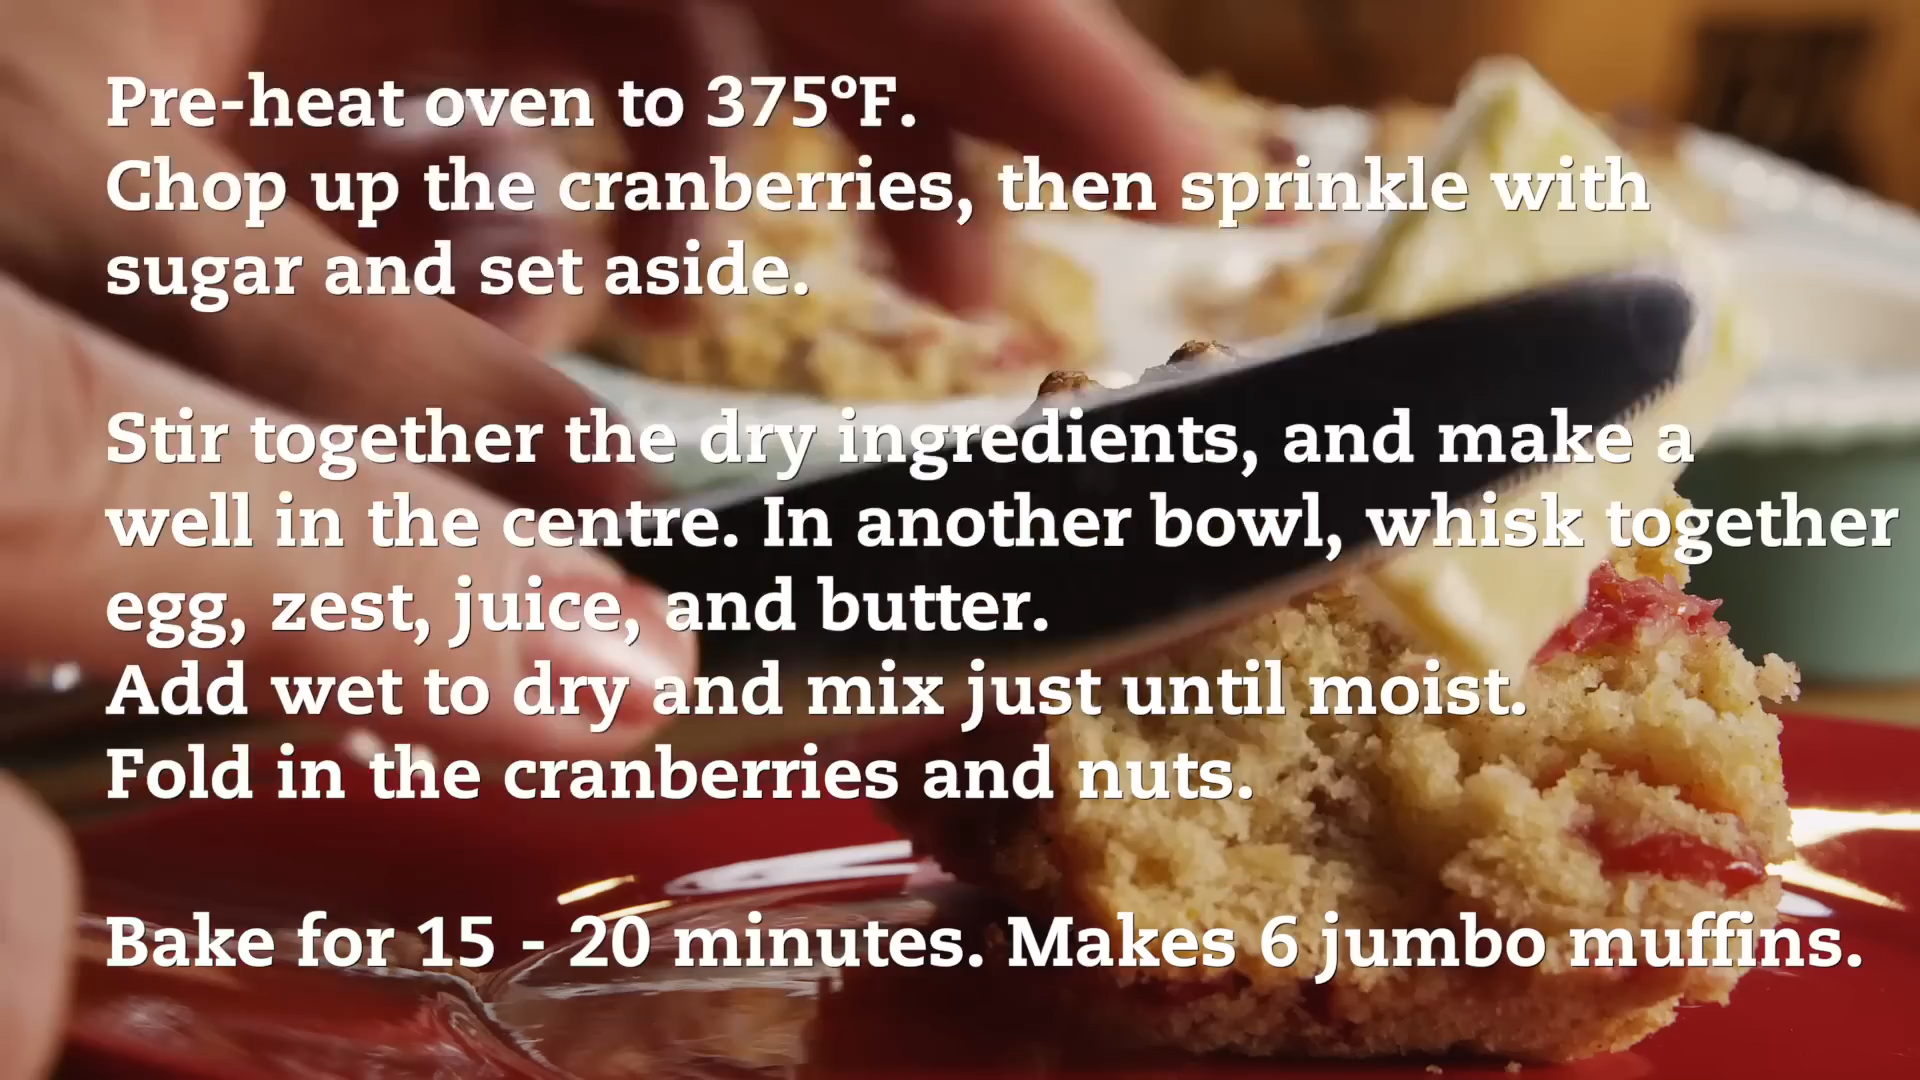 Pre-heat oven to 375ºF.
Chop up the cranberries, then sprinkle with
sugar and set aside.
Stir together the dry ingredients, and make a
well in the centre. In another bowl, whisk together
egg, zest, juice, and butter.
Add wet to dry and mix just until moist.
Fold in the cranberries and nuts.
Bake for 15 - 20 minutes. Makes 6 jumbo muffins.